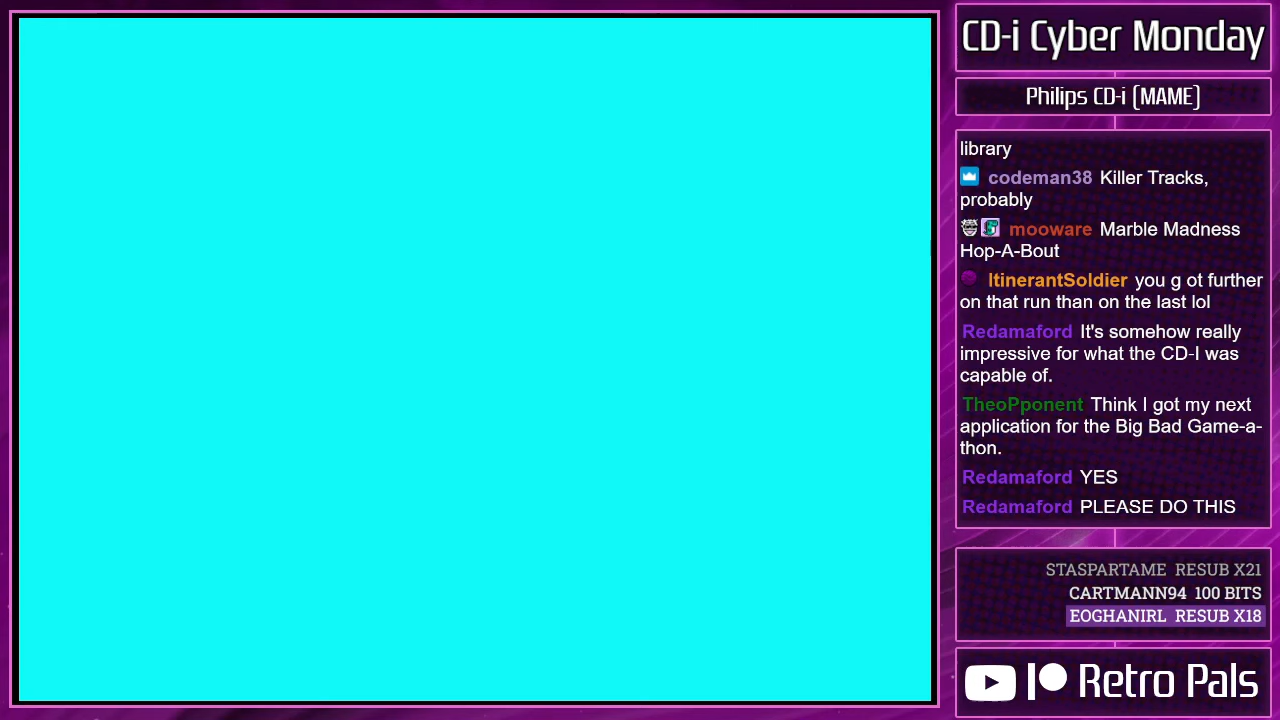 CD-i Cyber Monday
Philips CD-i [MAME]
library
codeman38 Killer Tracks,
probably
mooware Marble Madness
Hop-A-Bout
ItinerantSoldier you g ot further
on that run than on the last lol
Redamaford It's somehow really
impressive for what the CD-I was
capable of.
TheoPponent Think I got my next
application for the Big Bad Game-a-
thon.
Redamaford YES
Redamaford PLEASE DO THIS
STASPARTAME RESUB X21
CARTMANN94 100 BITS
EOGHANIRL RESUB X18
Retro Pals